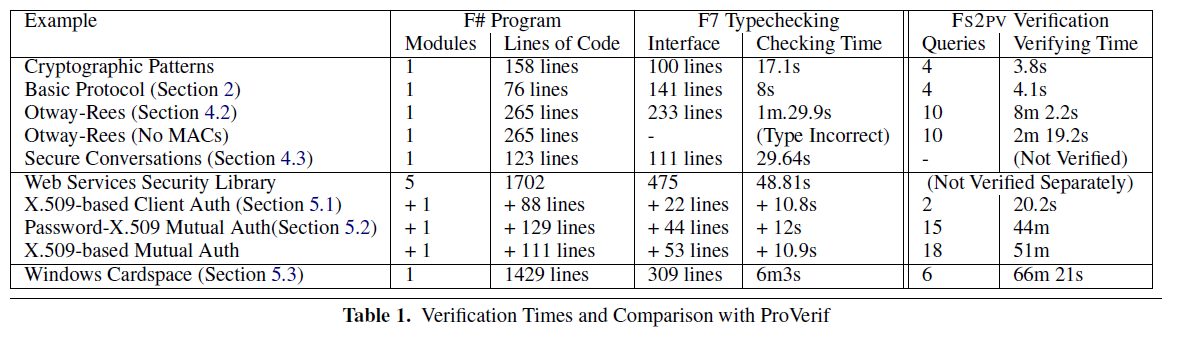 Example F# Program F7 Typechecking FS2PV Verification
Modules Lines of Code Interface Checking Time Queries Verifying Time
Cryptographic Patterns 1 158 lines 100 lines 17.1s 4 3.8s
Basic Protocol (Section 2) 1 76 lines 141 lines 8s 4 4.1s
Otway-Rees (Section 4.2) 1 265 lines 233 lines 1m.29.9s 10 8m 2.2s
Otway-Rees (No MACs) 1 265 lines - (Type Incorrect) 10 2m 19.2s
Secure Conversations (Section 4.3) 1 123 lines 111 lines 29.64s - (Not Verified)
Web Services Security Library 5 1702 475 48.81s (Not Verified Separately)
X.509-based Client Auth (Section 5.1) + 1 + 88 lines + 22 lines + 10.8s 2 20.2s
Password-X.509 Mutual Auth(Section 5.2) + 1 + 129 lines + 44 lines + 12s 15 44m
X.509-based Mutual Auth + 1 + 111 lines + 53 lines + 10.9s 18 51m
Windows Cardspace (Section 5.3) 1 1429 lines 309 lines 6m3s 6 66m 21s
Table 1. Verification Times and Comparison with ProVerif